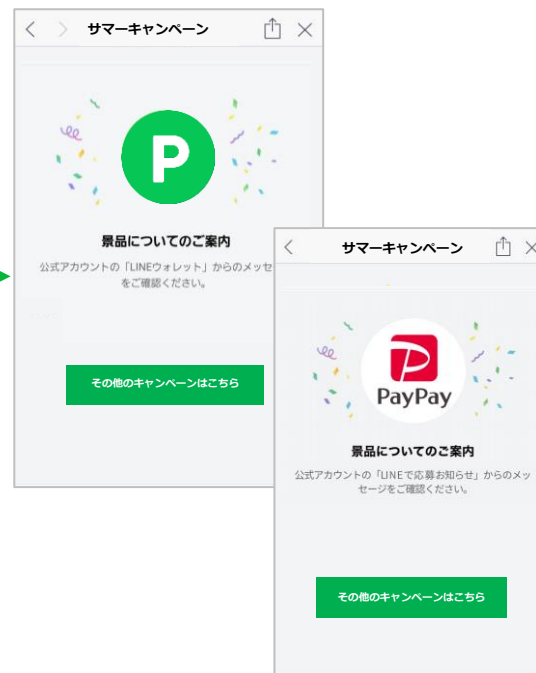 サマーキャンペーン
P
景品についてのご案内
公式アカウントの「LINEウォレット」からのメッセ
をご確認ください。
その他のキャンペーンはこちら
サマーキャンペーン
PayPay
景品についてのご案内
公式アカウントの「LINEで応募お知らせ」からのメッ
セージをご確認ください。
その他のキャンペーンはこちら